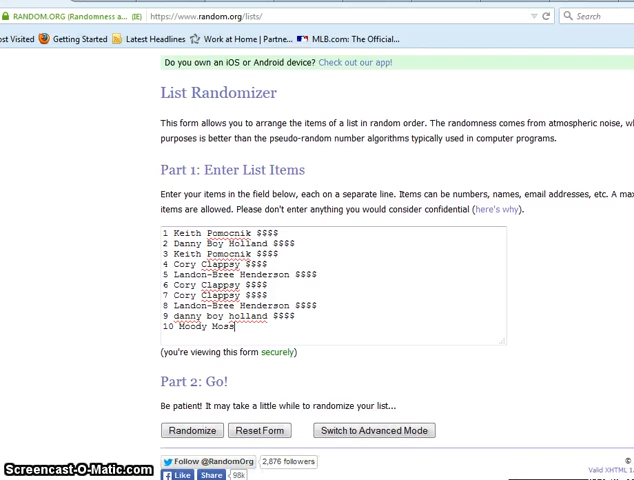 RANDOM.ORG (Randomness a... (IE) https://www.random.org/lists/ Search
ost Visited Getting Started Latest Headlines Work at Home | Partne... MLB.com: The Official...
Do you own an iOS or Android device? Check out our app!
List Randomizer
This form allows you to arrange the items of a list in random order. The randomness comes from atmospheric noise, wh
purposes is better than the pseudo-random number algorithms typically used in computer programs.
Part 1: Enter List Items
Enter your items in the field below, each on a separate line. Items can be numbers, names, email addresses, etc. A max
items are allowed. Please don't enter anything you would consider confidential (here's why).
1 Keith Pomocnik $$$$
2 Danny Boy Holland $$$$
3 Keith Pomocnik $$$$
4 Cory Clappsy $$$$
5 Landon-Bree Henderson $$$$
6 Cory Clappsy $$$$
7 Cory Clappsy $$$$
8 Landon-Bree Henderson $$$$
9 danny boy holland $$$$
10 Moody Moss
(you're viewing this form securely)
Part 2: Go!
Be patient! It may take a little while to randomize your list...
Randomize Reset Form Switch to Advanced Mode
Follow @RandomOrg 2,876 followers
Like Share 98k
©
Valid XHTML 1
Screencast-O-Matic.com